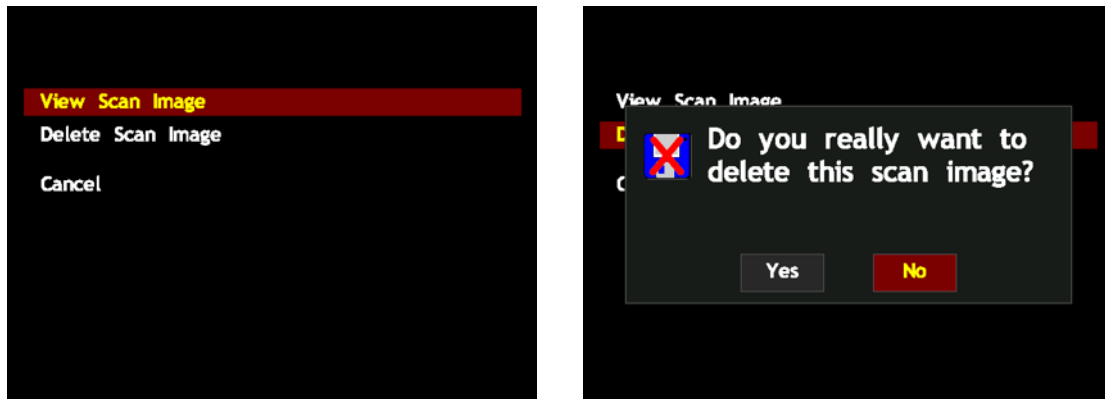 View Scan Image
Delete Scan Image
Cancel
View Scan Image
D
C
Do you really want to
delete this scan image?
Yes
No